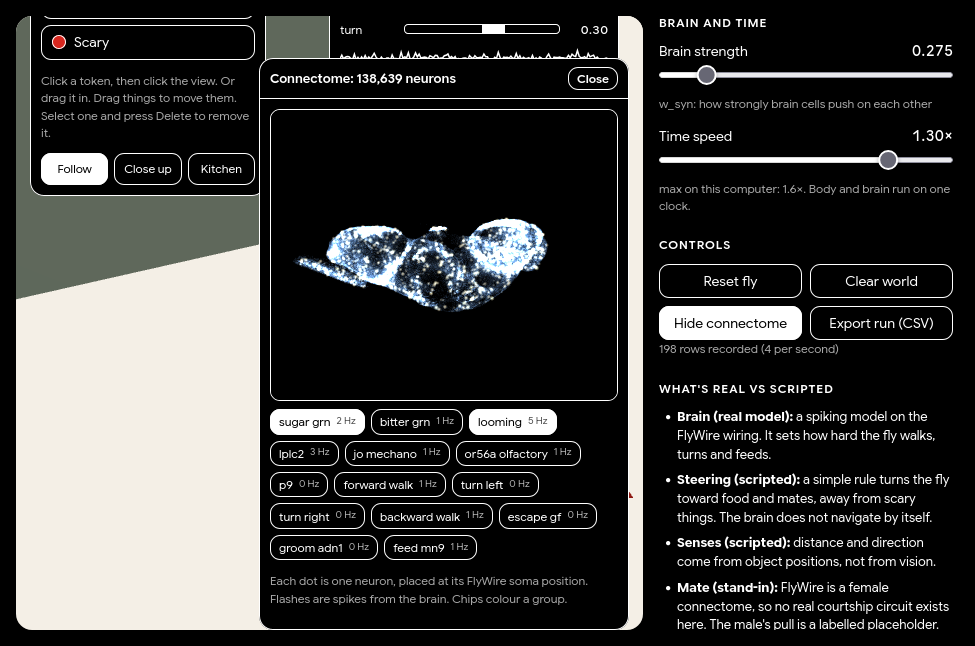 Scary
Click a token, then click the view. Or
drag it in. Drag things to move them.
Select one and press Delete to remove
it.
Follow
Close up
Kitchen
turn
0.30
Connectome: 138,639 neurons
Close
sugar grn 2 Hz
bitter grn 1 Hz
looming 5 Hz
lplc2 3 Hz
jo mechano 1 Hz
or56a olfactory 1 Hz
p9 0 Hz
forward walk 1 Hz
turn left 0 Hz
turn right 0 Hz
backward walk 1 Hz
escape gf 0 Hz
groom adn1 0 Hz
feed mn9 1 Hz
Each dot is one neuron, placed at its FlyWire soma position.
Flashes are spikes from the brain. Chips colour a group.
BRAIN AND TIME
Brain strength 0.275
w_syn: how strongly brain cells push on each other
Time speed 1.30×
max on this computer: 1.6×. Body and brain run on one
clock.
CONTROLS
Reset fly
Clear world
Hide connectome
Export run (CSV)
198 rows recorded (4 per second)
WHAT'S REAL VS SCRIPTED
• Brain (real model): a spiking model on the
FlyWire wiring. It sets how hard the fly walks,
turns and feeds.
• Steering (scripted): a simple rule turns the fly
toward food and mates, away from scary
things. The brain does not navigate by itself.
• Senses (scripted): distance and direction
come from object positions, not from vision.
• Mate (stand-in): FlyWire is a female
connectome, so no real courtship circuit exists
here. The male's pull is a labelled placeholder.